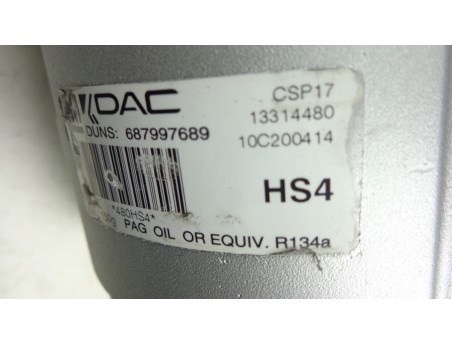 DAC
CSP17
13314480
DUNS: 687997689
10C200414
HS4
*480HS4*
PAG OIL OR EQUIV. R134a